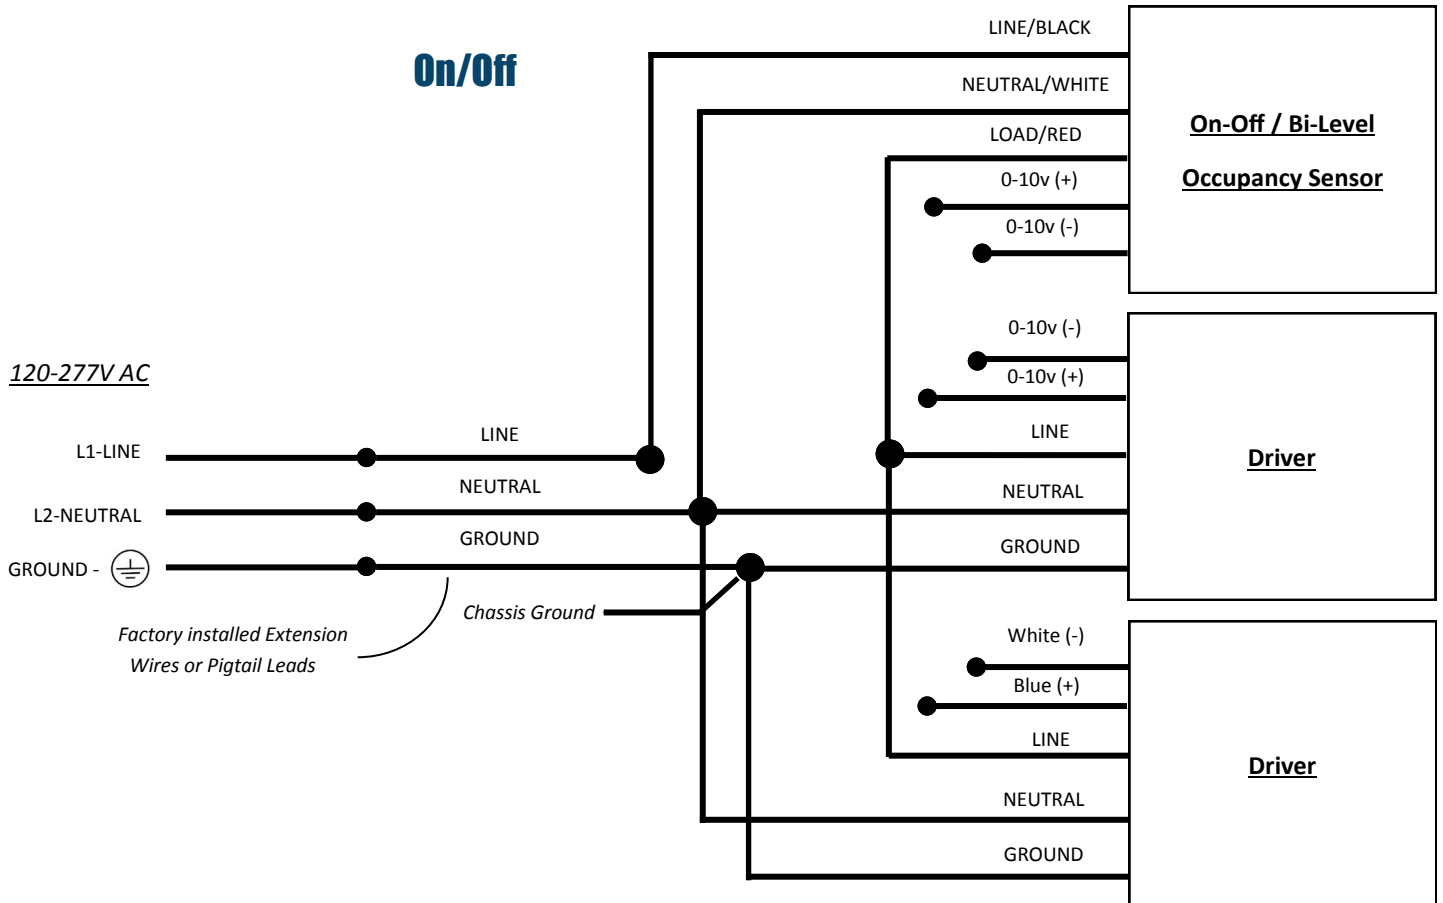 On/Off
LINE/BLACK
NEUTRAL/WHITE
LOAD/RED
0-10v (+)
0-10v (-)
On-Off / Bi-Level
Occupancy Sensor
120-277V AC
L1-LINE
LINE
L2-NEUTRAL
NEUTRAL
GROUND -
GROUND
Chassis Ground
Factory installed Extension
Wires or Pigtail Leads
0-10v (-)
0-10v (+)
LINE
NEUTRAL
GROUND
Driver
White (-)
Blue (+)
LINE
NEUTRAL
GROUND
Driver